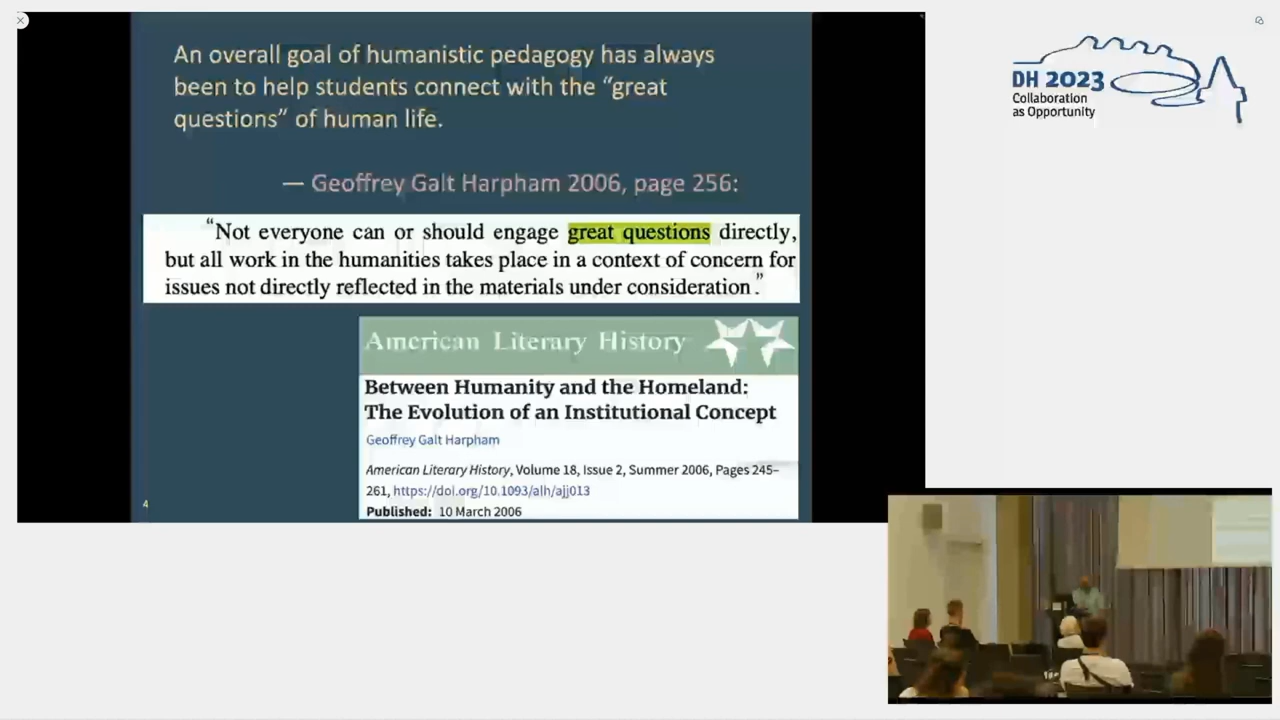 An overall goal of humanistic pedagogy has always
been to help students connect with the “great
questions” of human life.
— Geoffrey Galt Harpham 2006, page 256:
“Not everyone can or should engage great questions directly,
but all work in the humanities takes place in a context of concern for
issues not directly reflected in the materials under consideration.”
American Literary History
Between Humanity and the Homeland:
The Evolution of an Institutional Concept
Geoffrey Galt Harpham
American Literary History, Volume 18, Issue 2, Summer 2006, Pages 245–
261, https://doi.org/10.1093/alh/ajj013
Published: 10 March 2006
4
DH 2023
Collaboration
as Opportunity